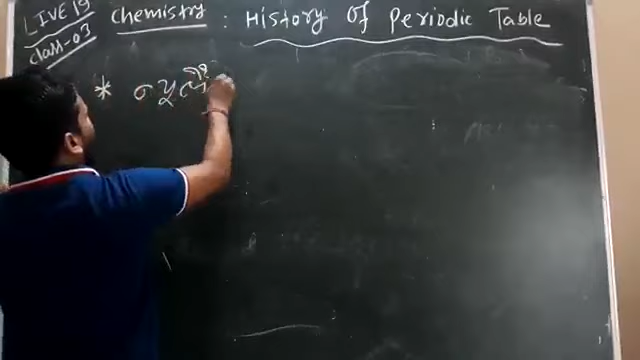 LIVE 19
Class-03
Chemistry : History Of Periodic Table
*